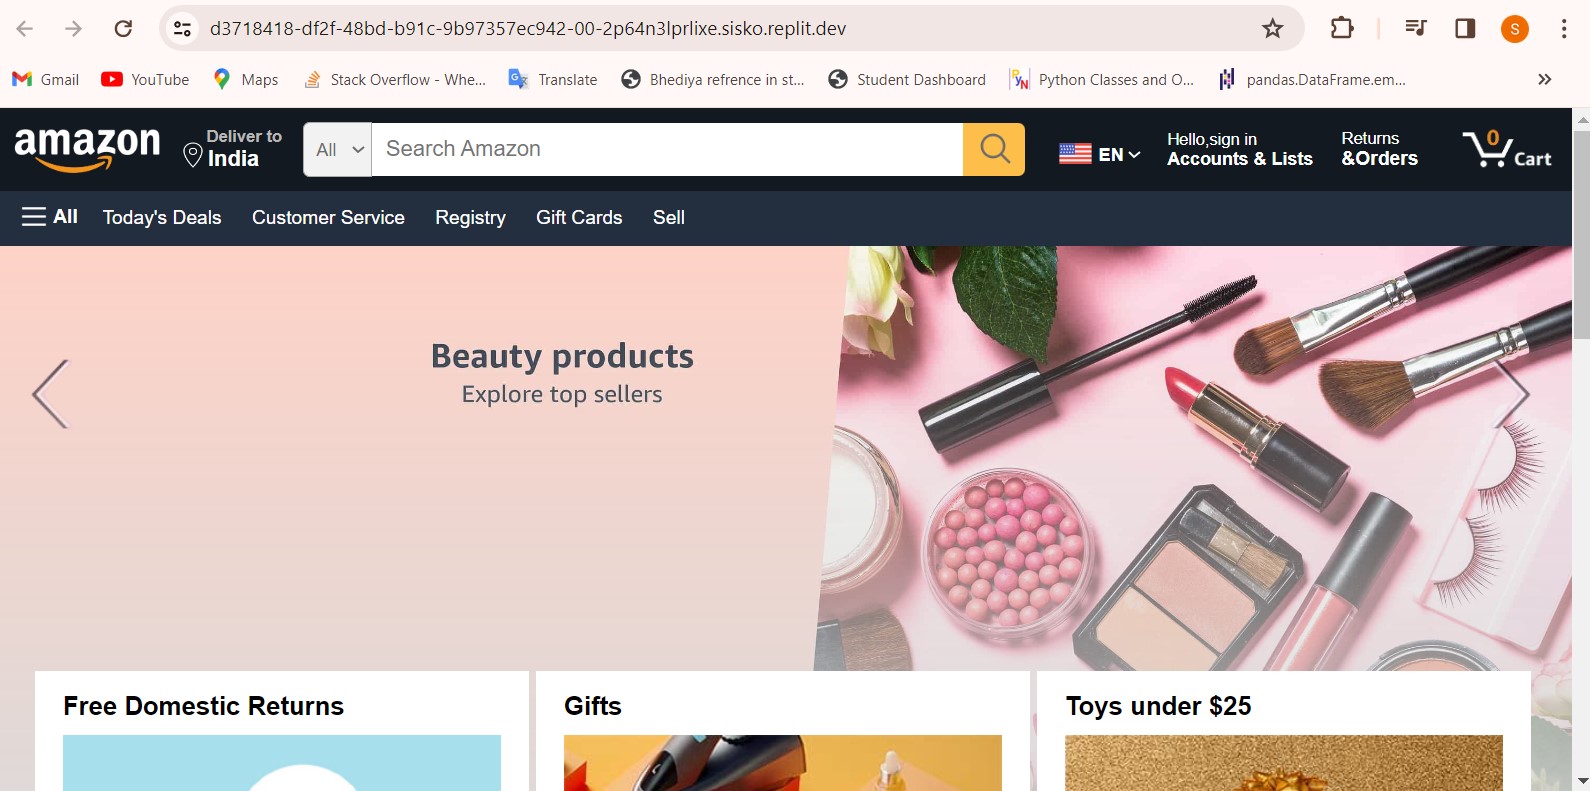 d3718418-df2f-48bd-b91c-9b97357ec942-00-2p64n3lprlixe.sisko.replit.dev
S
Gmail YouTube Maps Stack Overflow - Whe... Translate Bhediya refrence in st... Student Dashboard Python Classes and O... pandas.DataFrame.em...
amazon
Deliver to
India
All
Search Amazon
EN
Hello,sign in
Accounts & Lists
Returns
&Orders
0
Cart
All Today's Deals Customer Service Registry Gift Cards Sell
Beauty products
Explore top sellers
Free Domestic Returns
Gifts
Toys under $25